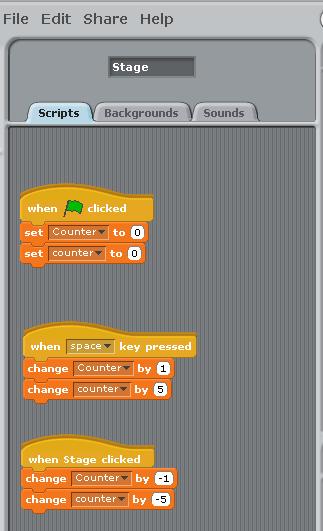 File Edit Share Help
Stage
Scripts Backgrounds Sounds
when clicked
set Counter to 0
set counter to 0
when space key pressed
change Counter by 1
change counter by 5
when Stage clicked
change Counter by -1
change counter by -5